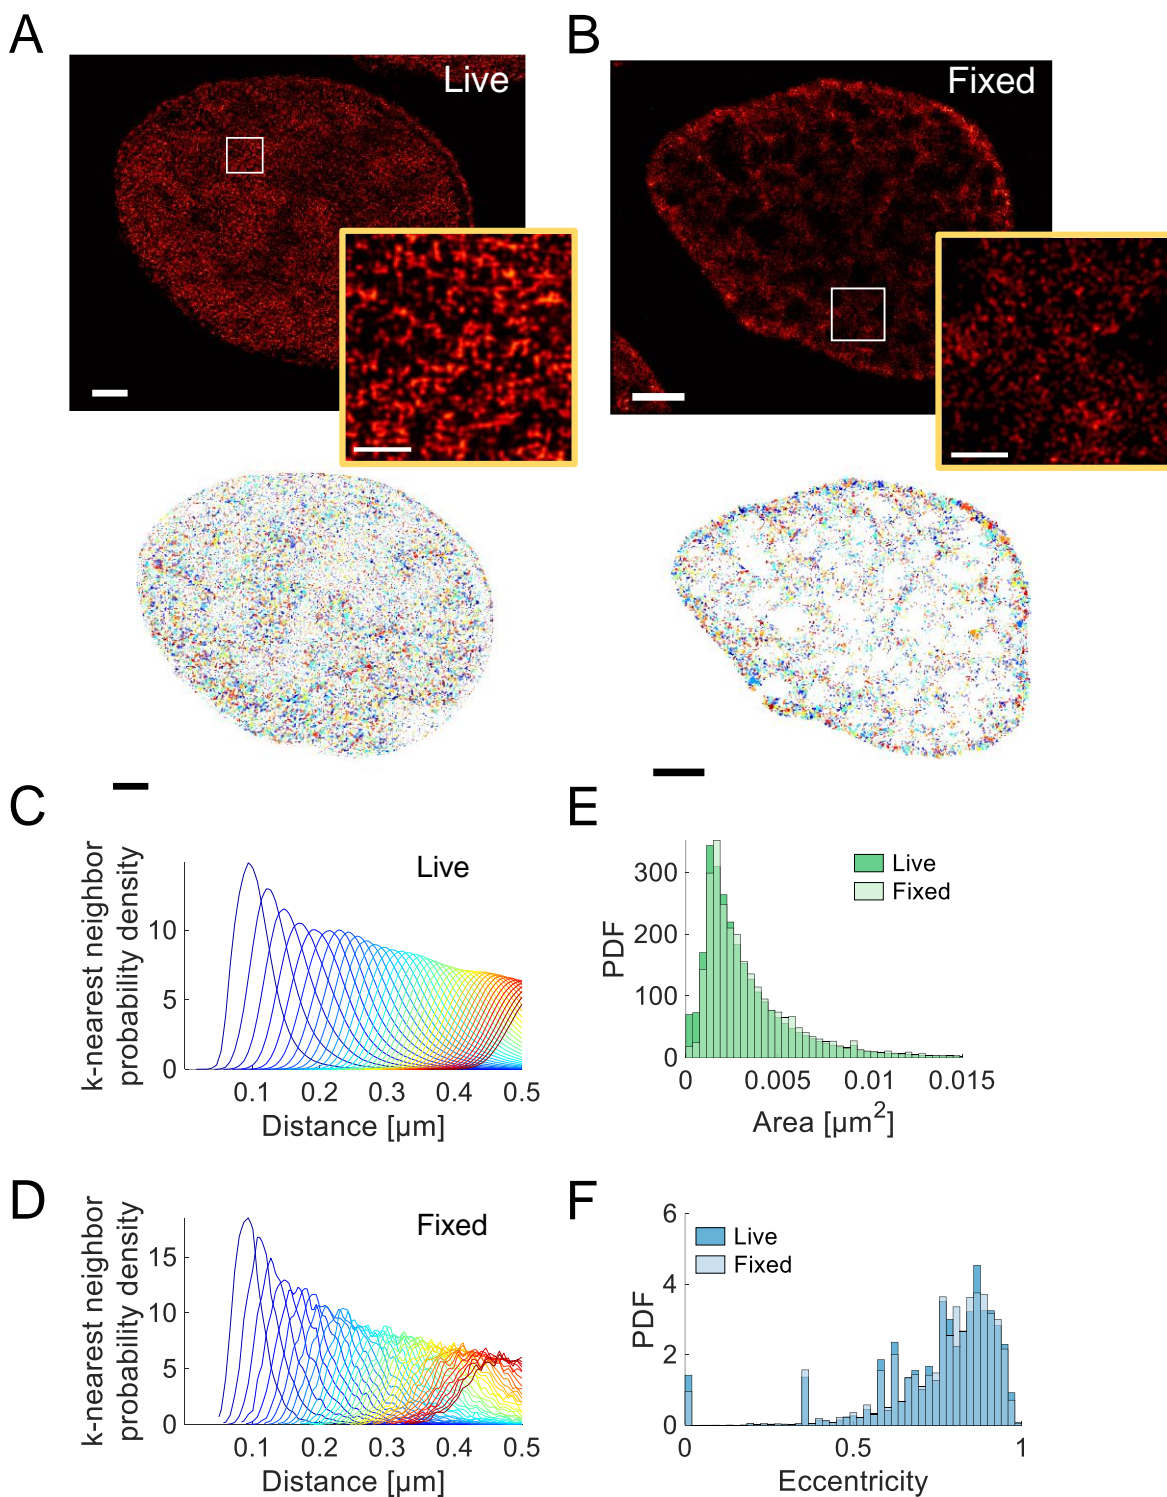 A
B
Live
Fixed
C
k-nearest neighbor
probability density
Live
10
5
0
0.1
0.2
0.3
0.4
0.5
Distance [µm]
E
PDF
Live
Fixed
300
200
100
0
0
0.005
0.01
0.015
Area [µm²]
D
k-nearest neighbor
probability density
Fixed
15
10
5
0
0.1
0.2
0.3
0.4
0.5
Distance [µm]
F
PDF
Live
Fixed
6
4
2
0
0
0.5
1
Eccentricity